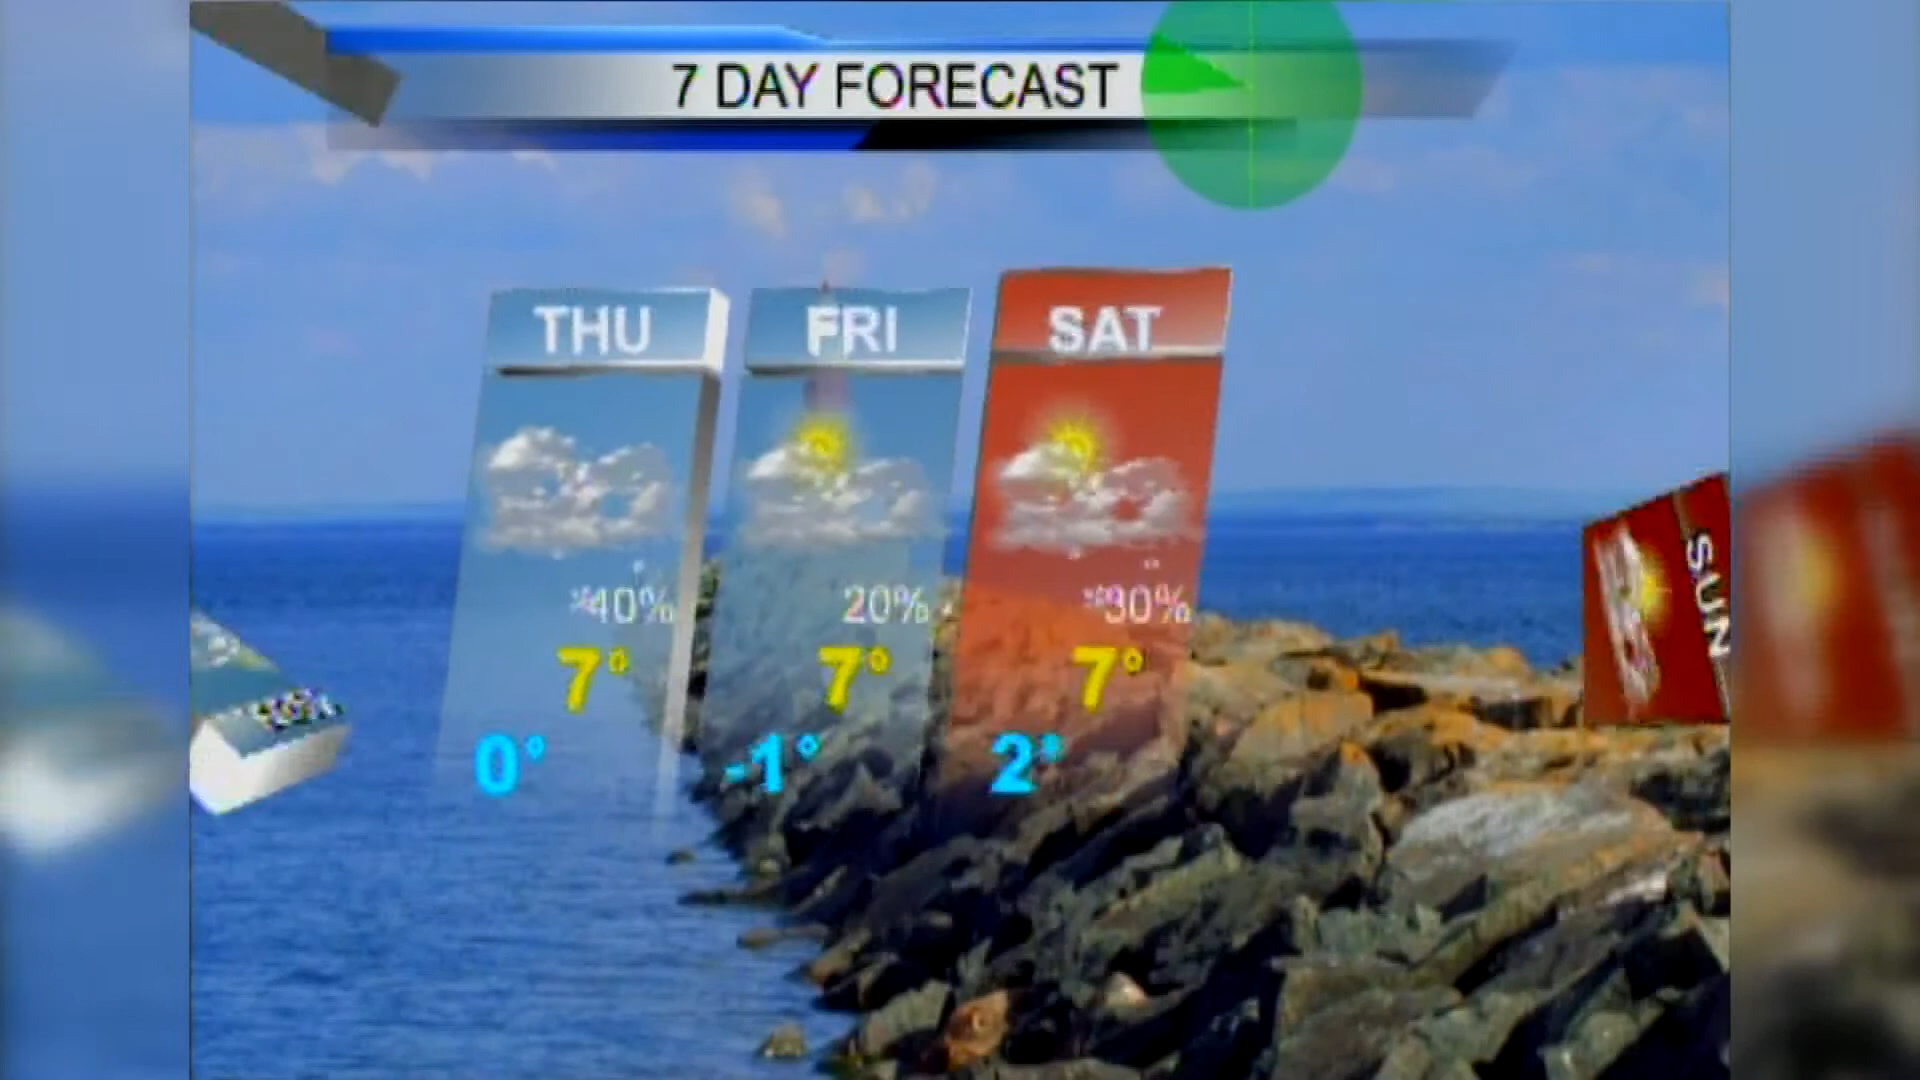 7 DAY FORECAST
THU FRI SAT
SUN
40% 20% 30%
7° 7° 7°
0° -1° 2°